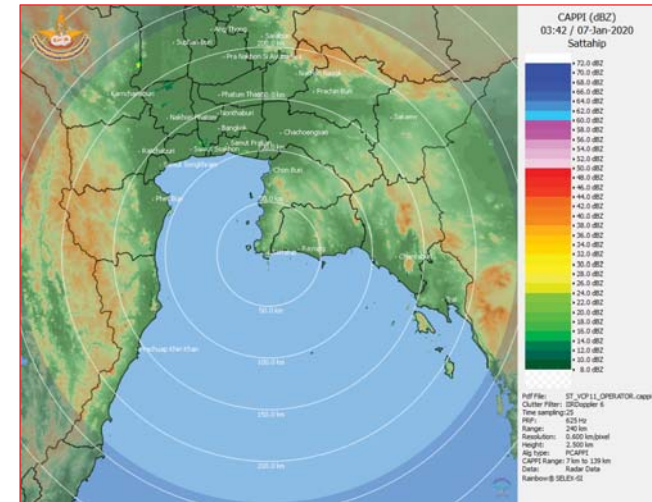 CAPPI (dBZ)
03:42 / 07-Jan-2020
Sattahip
72.0 dBZ
70.0 dBZ
68.0 dBZ
66.0 dBZ
64.0 dBZ
62.0 dBZ
60.0 dBZ
58.0 dBZ
56.0 dBZ
54.0 dBZ
52.0 dBZ
50.0 dBZ
48.0 dBZ
46.0 dBZ
44.0 dBZ
42.0 dBZ
40.0 dBZ
38.0 dBZ
36.0 dBZ
34.0 dBZ
32.0 dBZ
30.0 dBZ
28.0 dBZ
26.0 dBZ
24.0 dBZ
22.0 dBZ
20.0 dBZ
18.0 dBZ
16.0 dBZ
14.0 dBZ
12.0 dBZ
10.0 dBZ
8.0 dBZ
Pdf File: ST_VCP11_OPERATOR.cappi
Clutter Filter: IIRDoppler 6
Time sampling: 25
PRF: 625 Hz
Range: 240 km
Resolution: 0.600 km/pixel
Height: 2.500 km
Alg type: PCAPPI
CAPPI Range: 7 km to 139 km
Data: Radar Data
Rainbow® SELEX-SI
Ang Thong
Suphan Buri
Pra Nakhon Si
Prachin Buri
Kanchanaburi
Phatum Thani
Nonthaburi
Nakhon Pathom
Bangkok
Chachoengsao
Samut Prakan
Samut Sakhon
Ratchaburi
Chon Buri
Rayong
Prachuap Khiri Khan
50.0 km
100.0 km
150.0 km
200.0 km